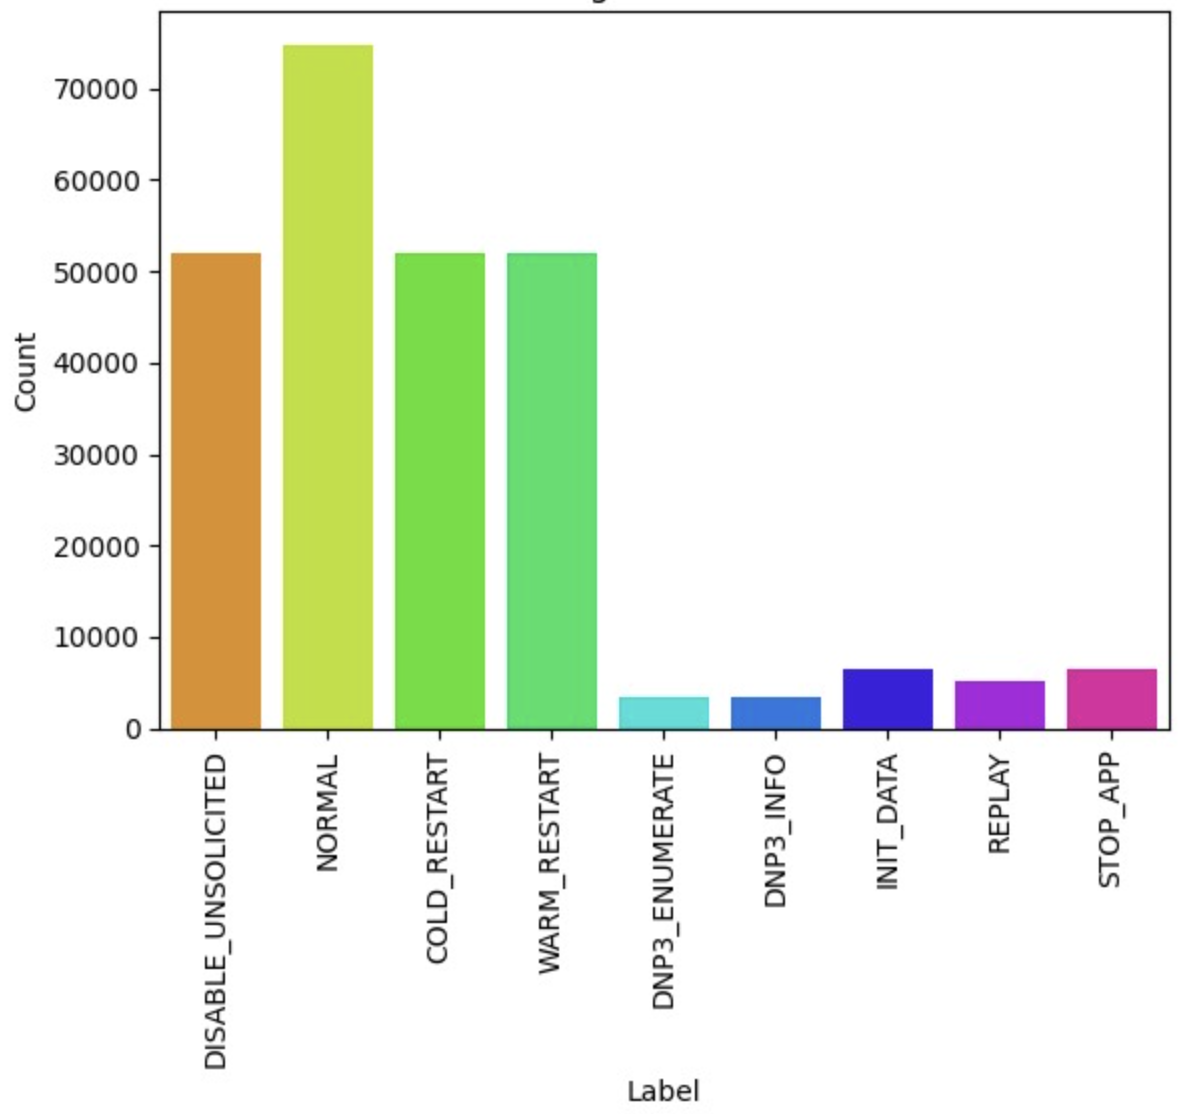 70000
60000
50000
40000
30000
20000
10000
0
Count
DISABLE_UNSOLICITED
NORMAL
COLD_RESTART
WARM_RESTART
DNP3_ENUMERATE
DNP3_INFO
INIT_DATA
REPLAY
STOP_APP
Label